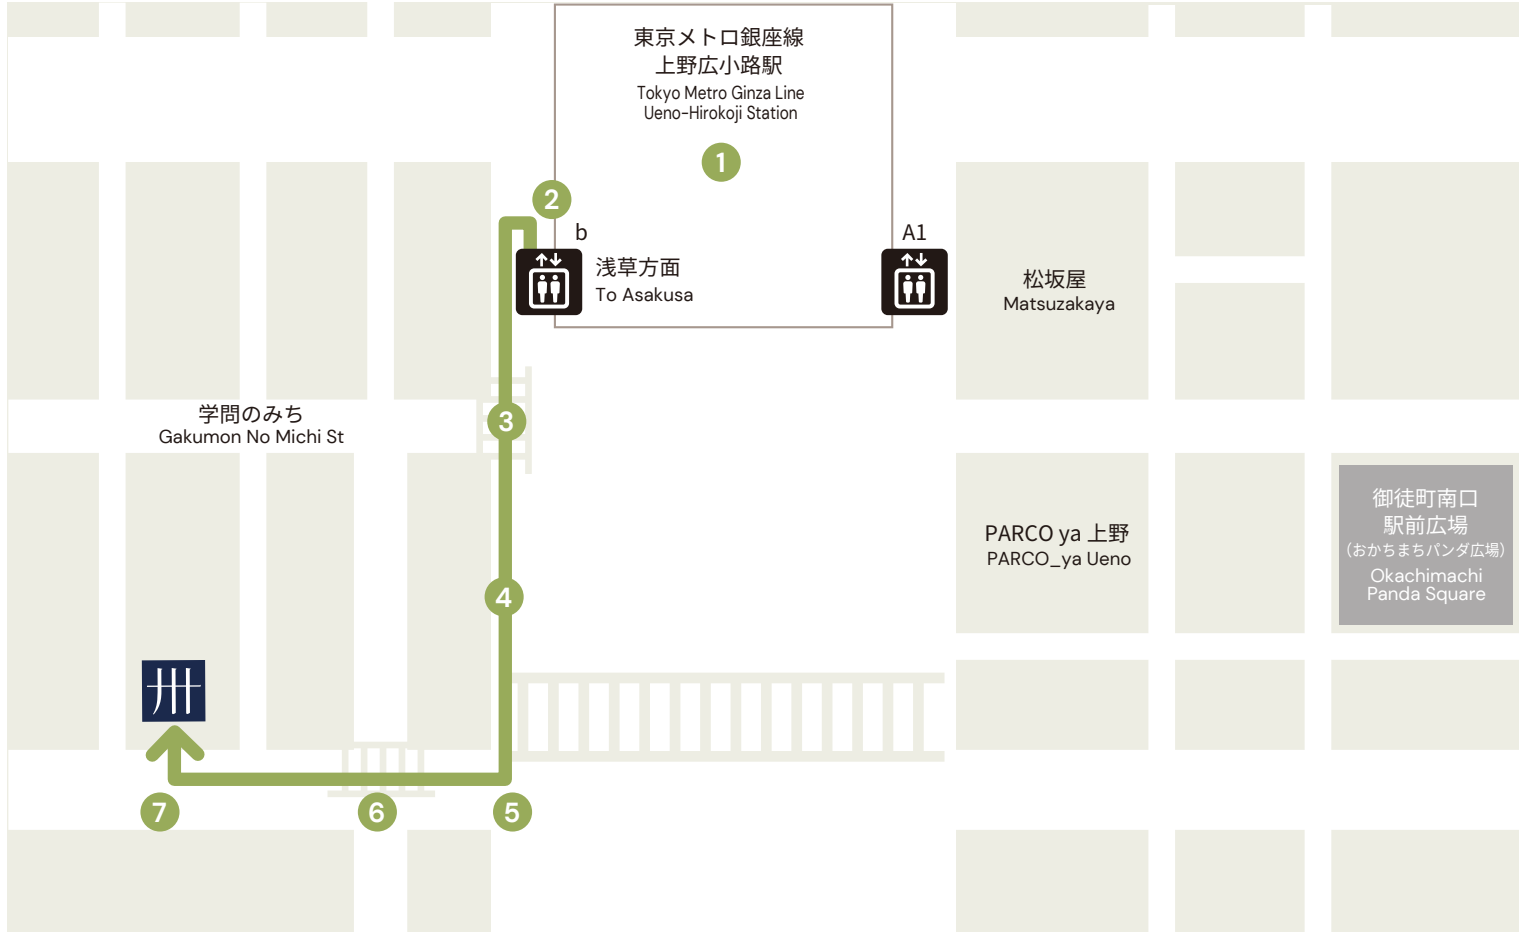 東京メトロ銀座線
上野広小路駅
Tokyo Metro Ginza Line
Ueno-Hirokoji Station
1
2
b
A1
浅草方面
To Asakusa
松坂屋
Matsuzakaya
学問のみち
Gakumon No Michi St
3
御徒町南口
駅前広場
(おかちまちパンダ広場)
Okachimachi
Panda Square
PARCO ya 上野
PARCO_ya Ueno
4
卅
7
6
5